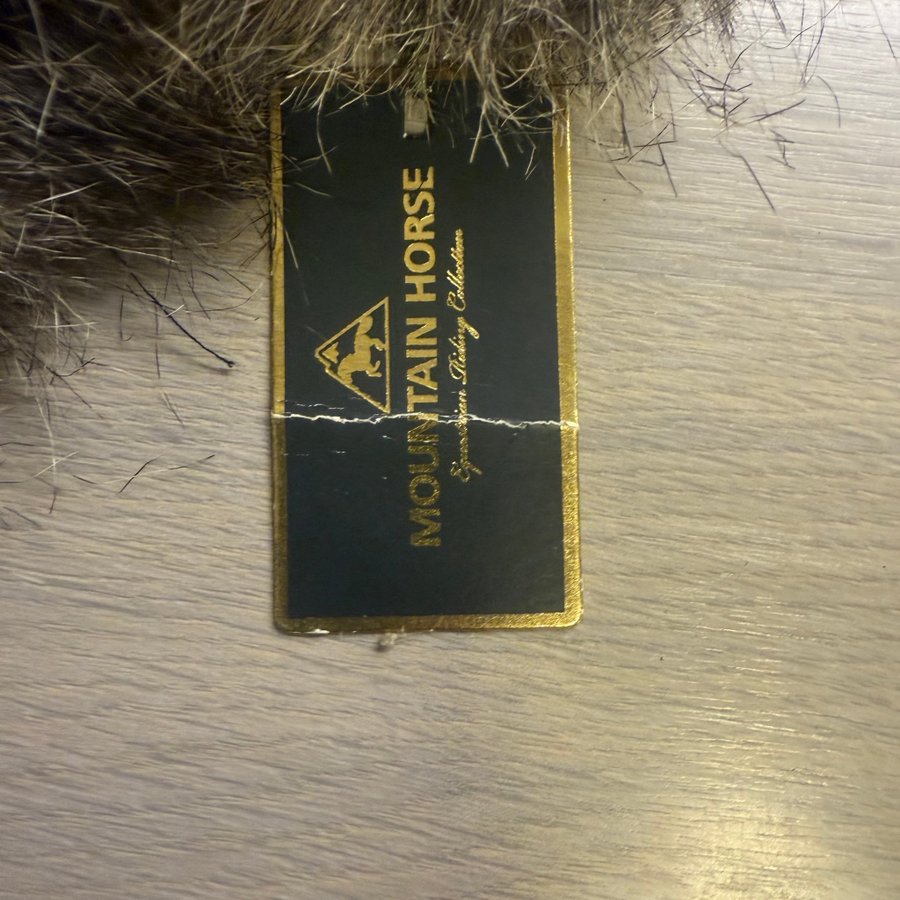 MOUNTAIN HORSE
Equestrian Riding Collection